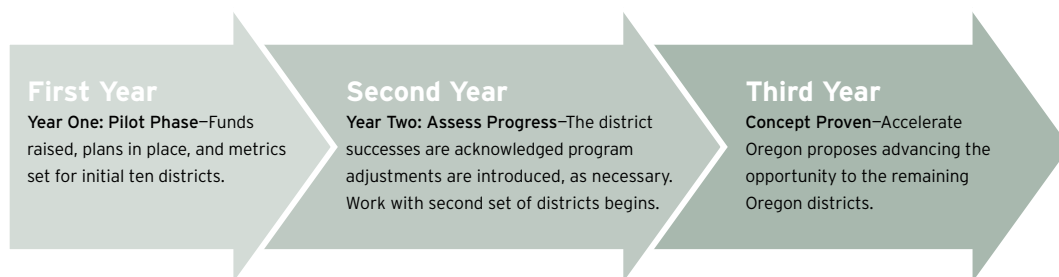 First Year
Year One: Pilot Phase–Funds
raised, plans in place, and metrics
set for initial ten districts.
Second Year
Year Two: Assess Progress–The district
successes are acknowledged program
adjustments are introduced, as necessary.
Work with second set of districts begins.
Third Year
Concept Proven–Accelerate
Oregon proposes advancing the
opportunity to the remaining
Oregon districts.